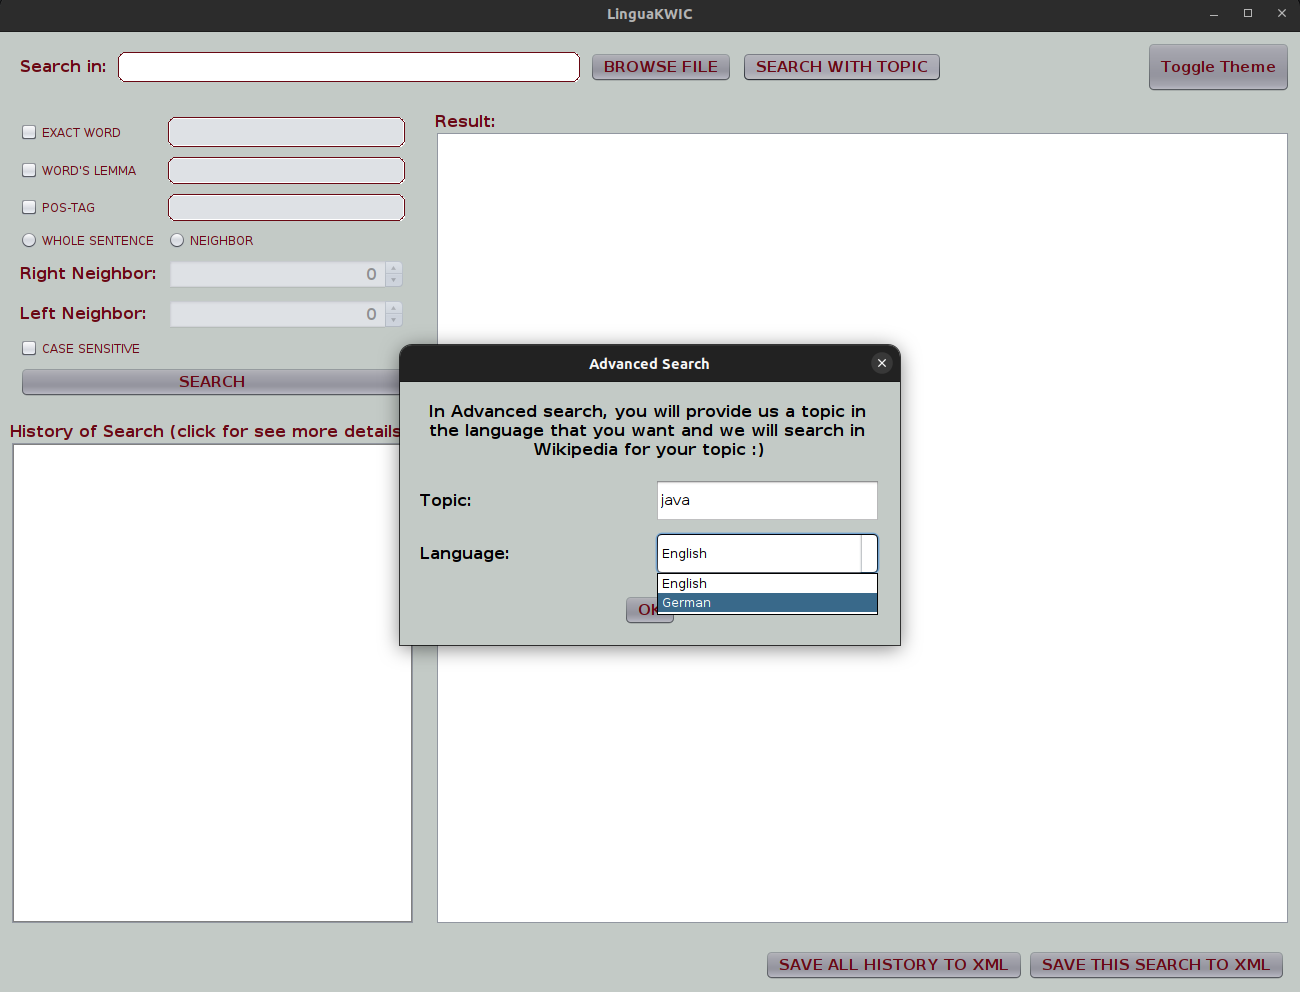 LinguaKWIC
Search in:
BROWSE FILE
SEARCH WITH TOPIC
Toggle Theme
EXACT WORD
WORD'S LEMMA
POS-TAG
WHOLE SENTENCE
NEIGHBOR
Right Neighbor:
0
Left Neighbor:
0
CASE SENSITIVE
SEARCH
History of Search (click for see more details
Result:
Advanced Search
In Advanced search, you will provide us a topic in
the language that you want and we will search in
Wikipedia for your topic :)
Topic:
java
Language:
English
English
German
OK
SAVE ALL HISTORY TO XML
SAVE THIS SEARCH TO XML